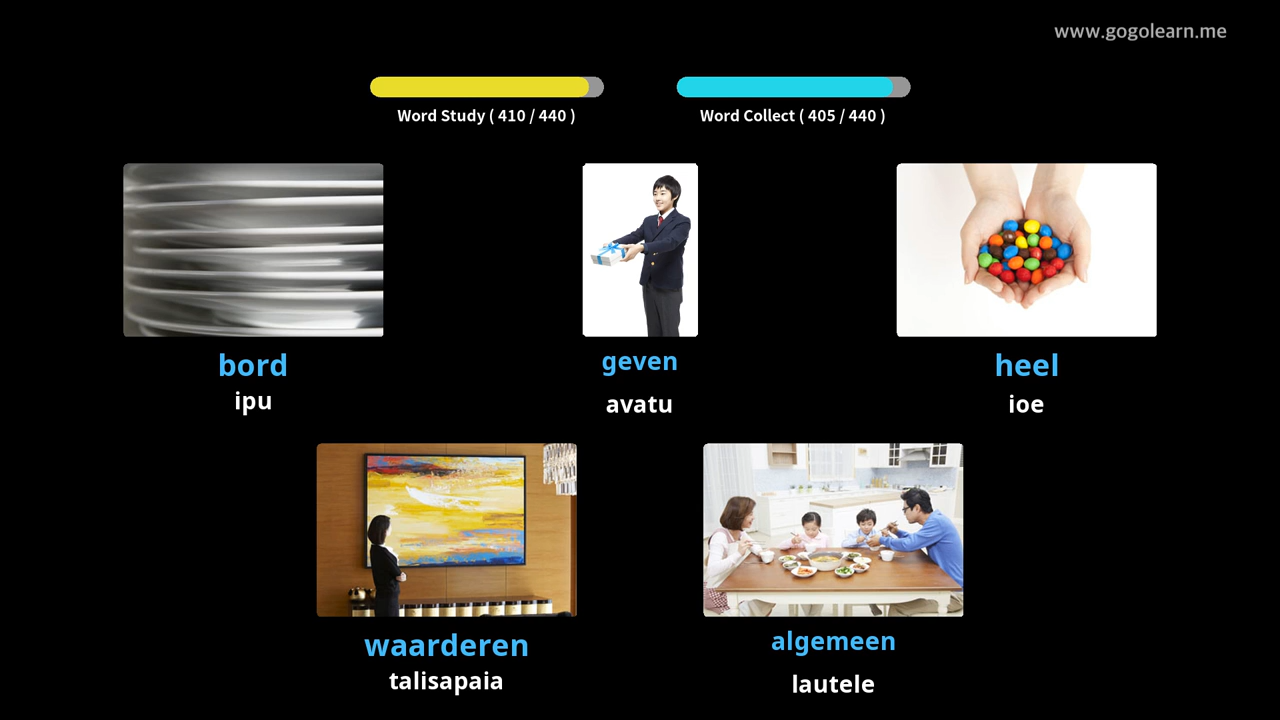 www.gogolearn.me
Word Study ( 410 / 440 )
Word Collect ( 405 / 440 )
bord
ipu
geven
avatu
heel
ioe
waarderen
talisapaia
algemeen
lautele